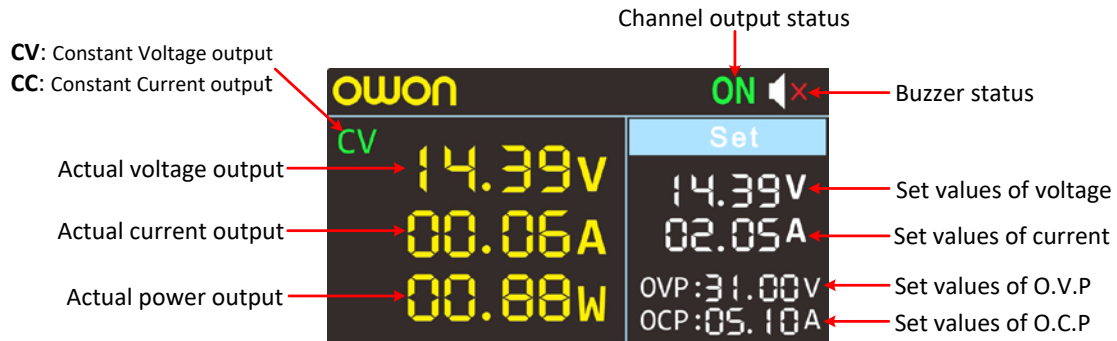 Channel output status
CV: Constant Voltage output
CC: Constant Current output
OWON
ON
Buzzer status
CV
Set
Actual voltage output
14.39V
14.39V
Set values of voltage
Actual current output
00.06A
02.05A
Set values of current
Actual power output
00.88W
OVP:31.00V
Set values of O.V.P
OCP:05.10A
Set values of O.C.P